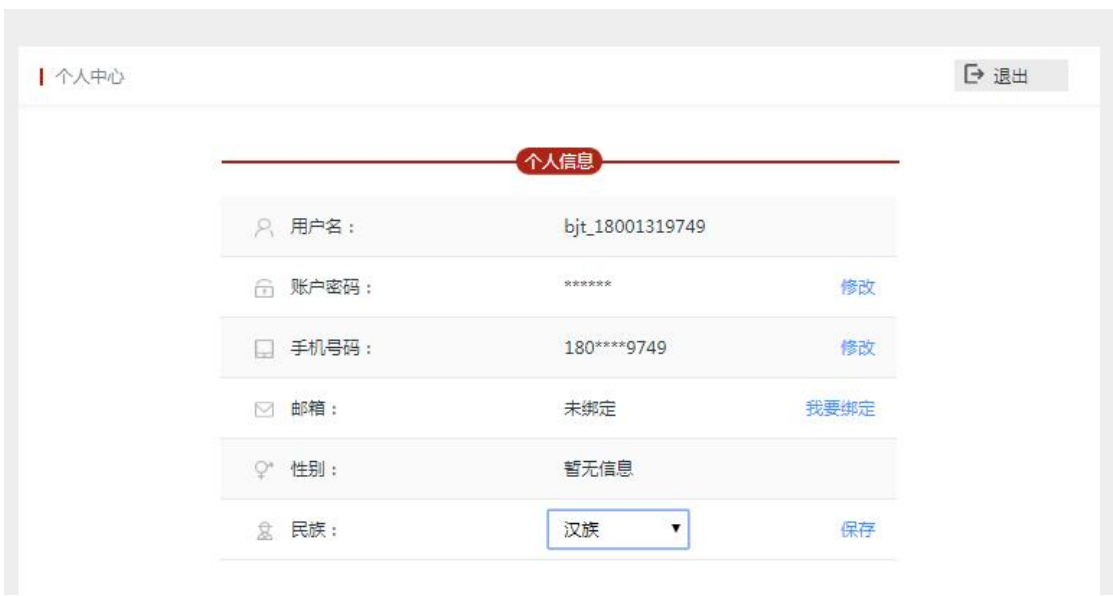 个人中心
退出
个人信息
用户名： bjt_18001319749
账户密码： ****** 修改
手机号码： 180****9749 修改
邮箱： 未绑定 我要绑定
性别： 暂无信息
民族： 汉族 保存